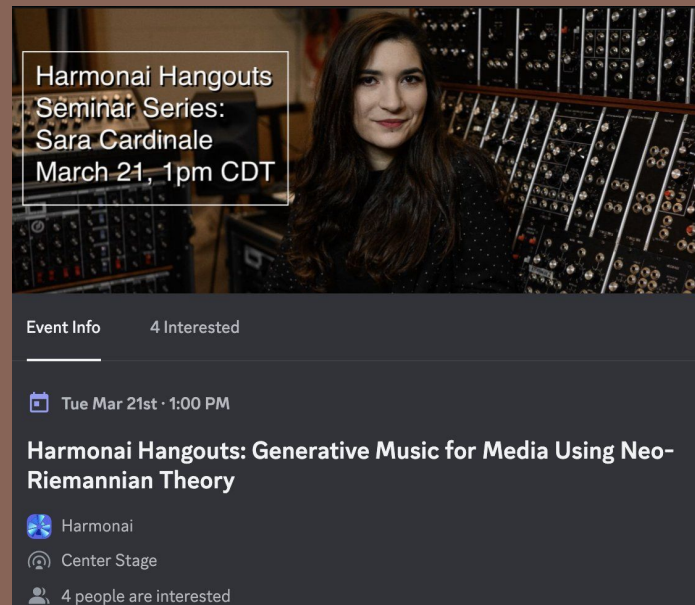 Harmonai Hangouts
Seminar Series:
Sara Cardinale
March 21, 1pm CDT
Event Info
4 Interested
Tue Mar 21st · 1:00 PM
Harmonai Hangouts: Generative Music for Media Using Neo-
Riemannian Theory
Harmonai
Center Stage
4 people are interested